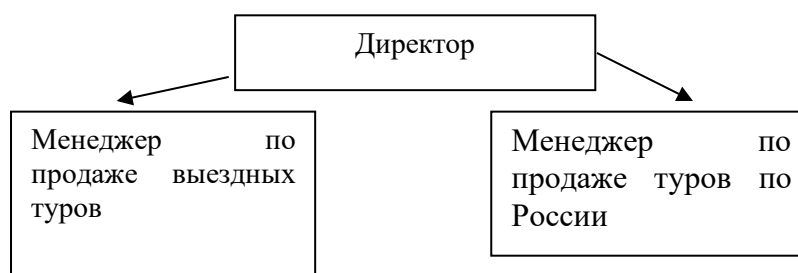 Директор
Менеджер по
продаже выездных
туров
Менеджер по
продаже туров по
России